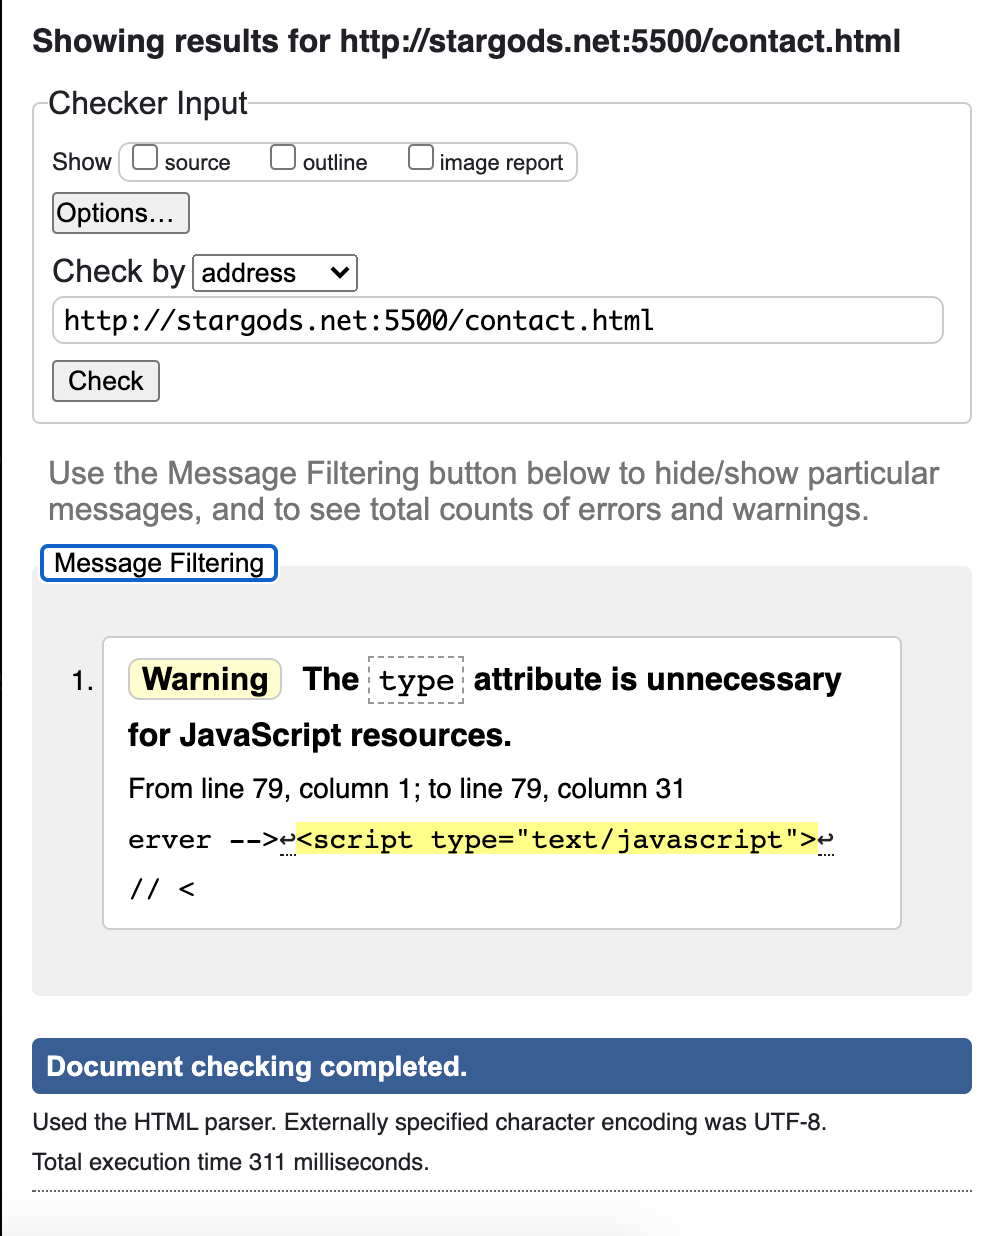 Showing results for http://stargods.net:5500/contact.html
Checker Input
Show source outline image report
Options...
Check by address
http://stargods.net:5500/contact.html
Check
Use the Message Filtering button below to hide/show particular
messages, and to see total counts of errors and warnings.
Message Filtering
1. Warning The type attribute is unnecessary
for JavaScript resources.
From line 79, column 1; to line 79, column 31
erver -->↩<script type="text/javascript">↩
// <
Document checking completed.
Used the HTML parser. Externally specified character encoding was UTF-8.
Total execution time 311 milliseconds.